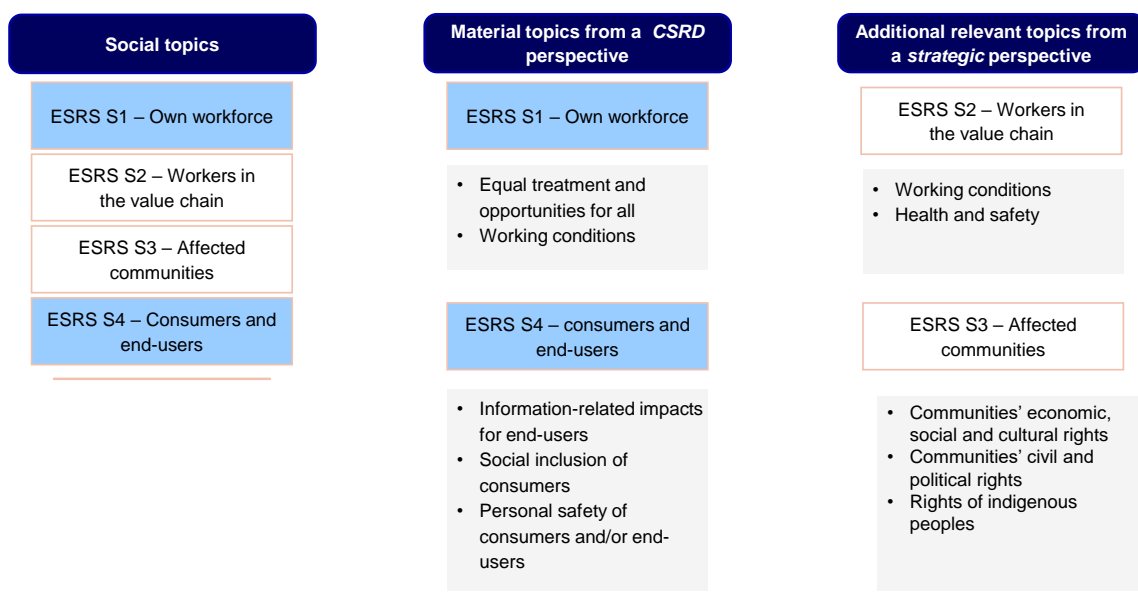 Social topics
ESRS S1 – Own workforce
ESRS S2 – Workers in
the value chain
ESRS S3 – Affected
communities
ESRS S4 – Consumers and
end-users
Material topics from a CSRD
perspective
ESRS S1 – Own workforce
• Equal treatment and
opportunities for all
• Working conditions
ESRS S4 – consumers and
end-users
• Information-related impacts
for end-users
• Social inclusion of
consumers
• Personal safety of
consumers and/or end-
users
Additional relevant topics from
a strategic perspective
ESRS S2 – Workers in
the value chain
• Working conditions
• Health and safety
ESRS S3 – Affected
communities
• Communities’ economic,
social and cultural rights
• Communities’ civil and
political rights
• Rights of indigenous
peoples